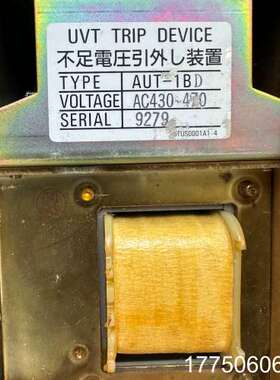 UVT TRIP DEVICE
不足電圧引外し装置
TYPE AUT-1BD
VOLTAGE AC430~470
SERIAL 9279
17750606